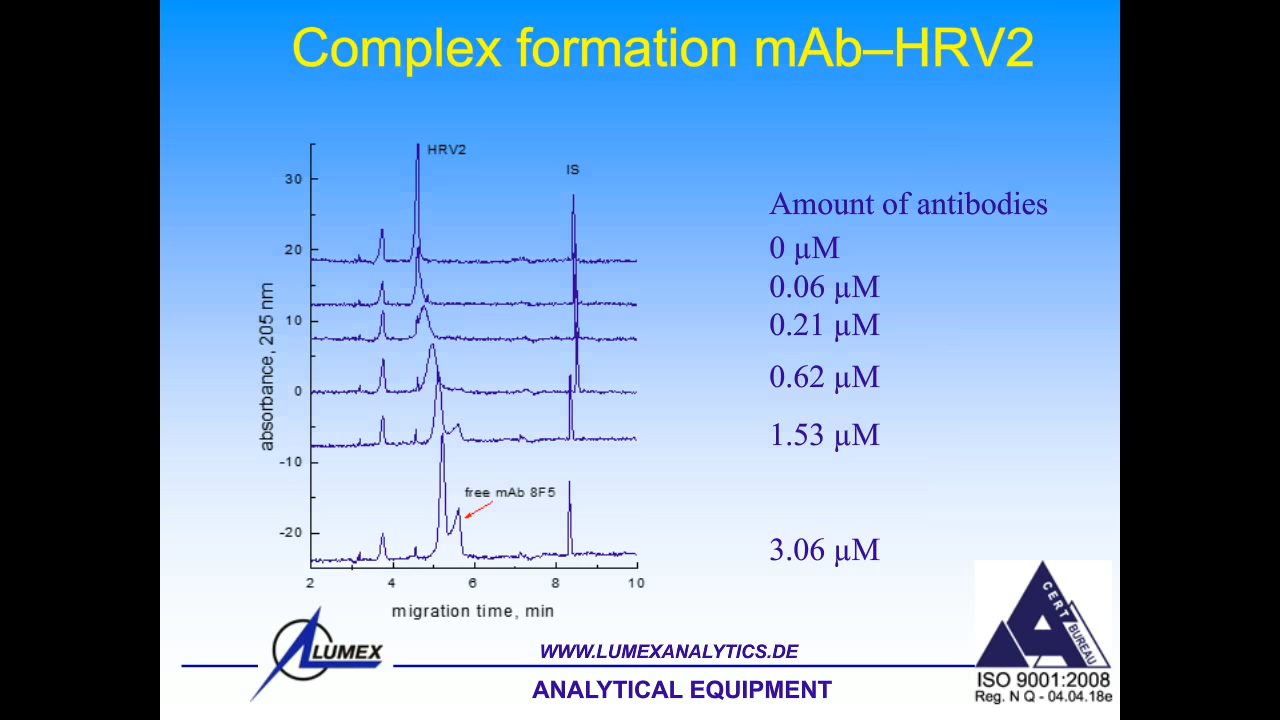 Complex formation mAb–HRV2
HRV2
IS
30
20
10
0
-10
-20
absorbance, 205 nm
free mAb 8F5
2 4 6 8 10
migration time, min
Amount of antibodies
0 µM
0.06 µM
0.21 µM
0.62 µM
1.53 µM
3.06 µM
LUMEX
WWW.LUMEXANALYTICS.DE
ANALYTICAL EQUIPMENT
CERT
BUREAU
ISO 9001:2008
Reg. N Q - 04.04.18e